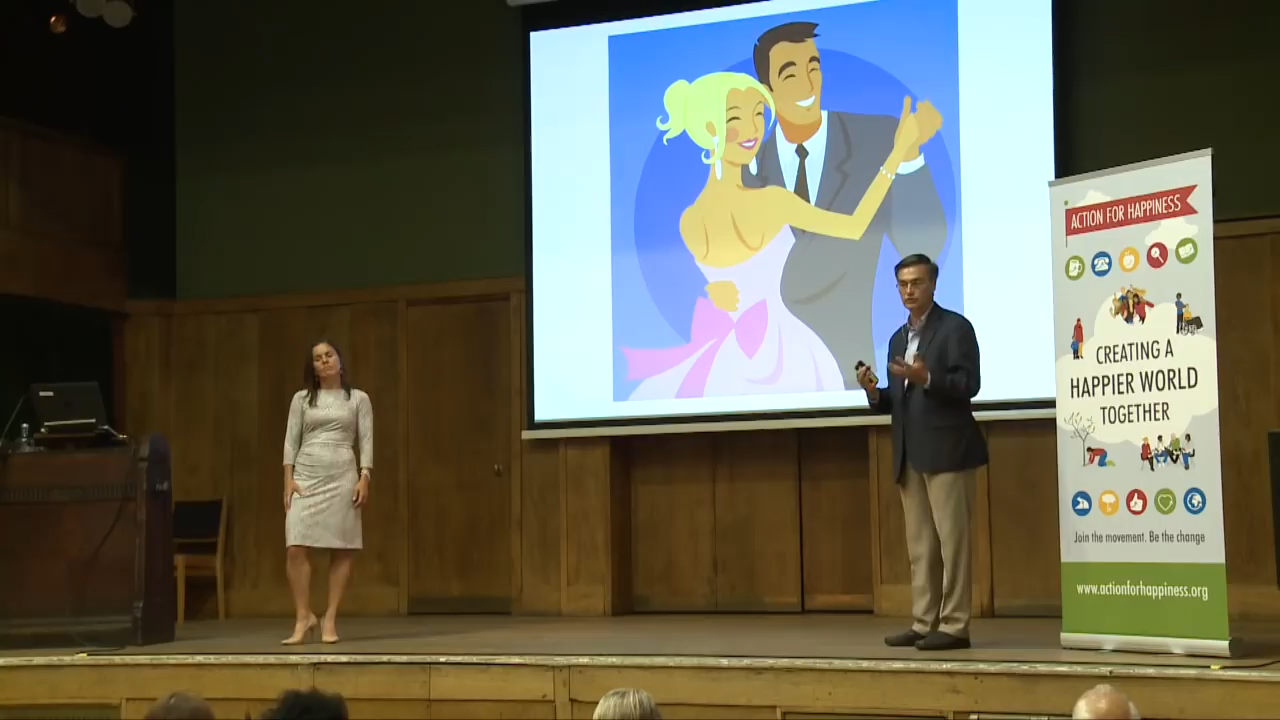 ACTION FOR HAPPINESS
CREATING A
HAPPIER WORLD
TOGETHER
Join the movement. Be the change
www.actionforhappiness.org